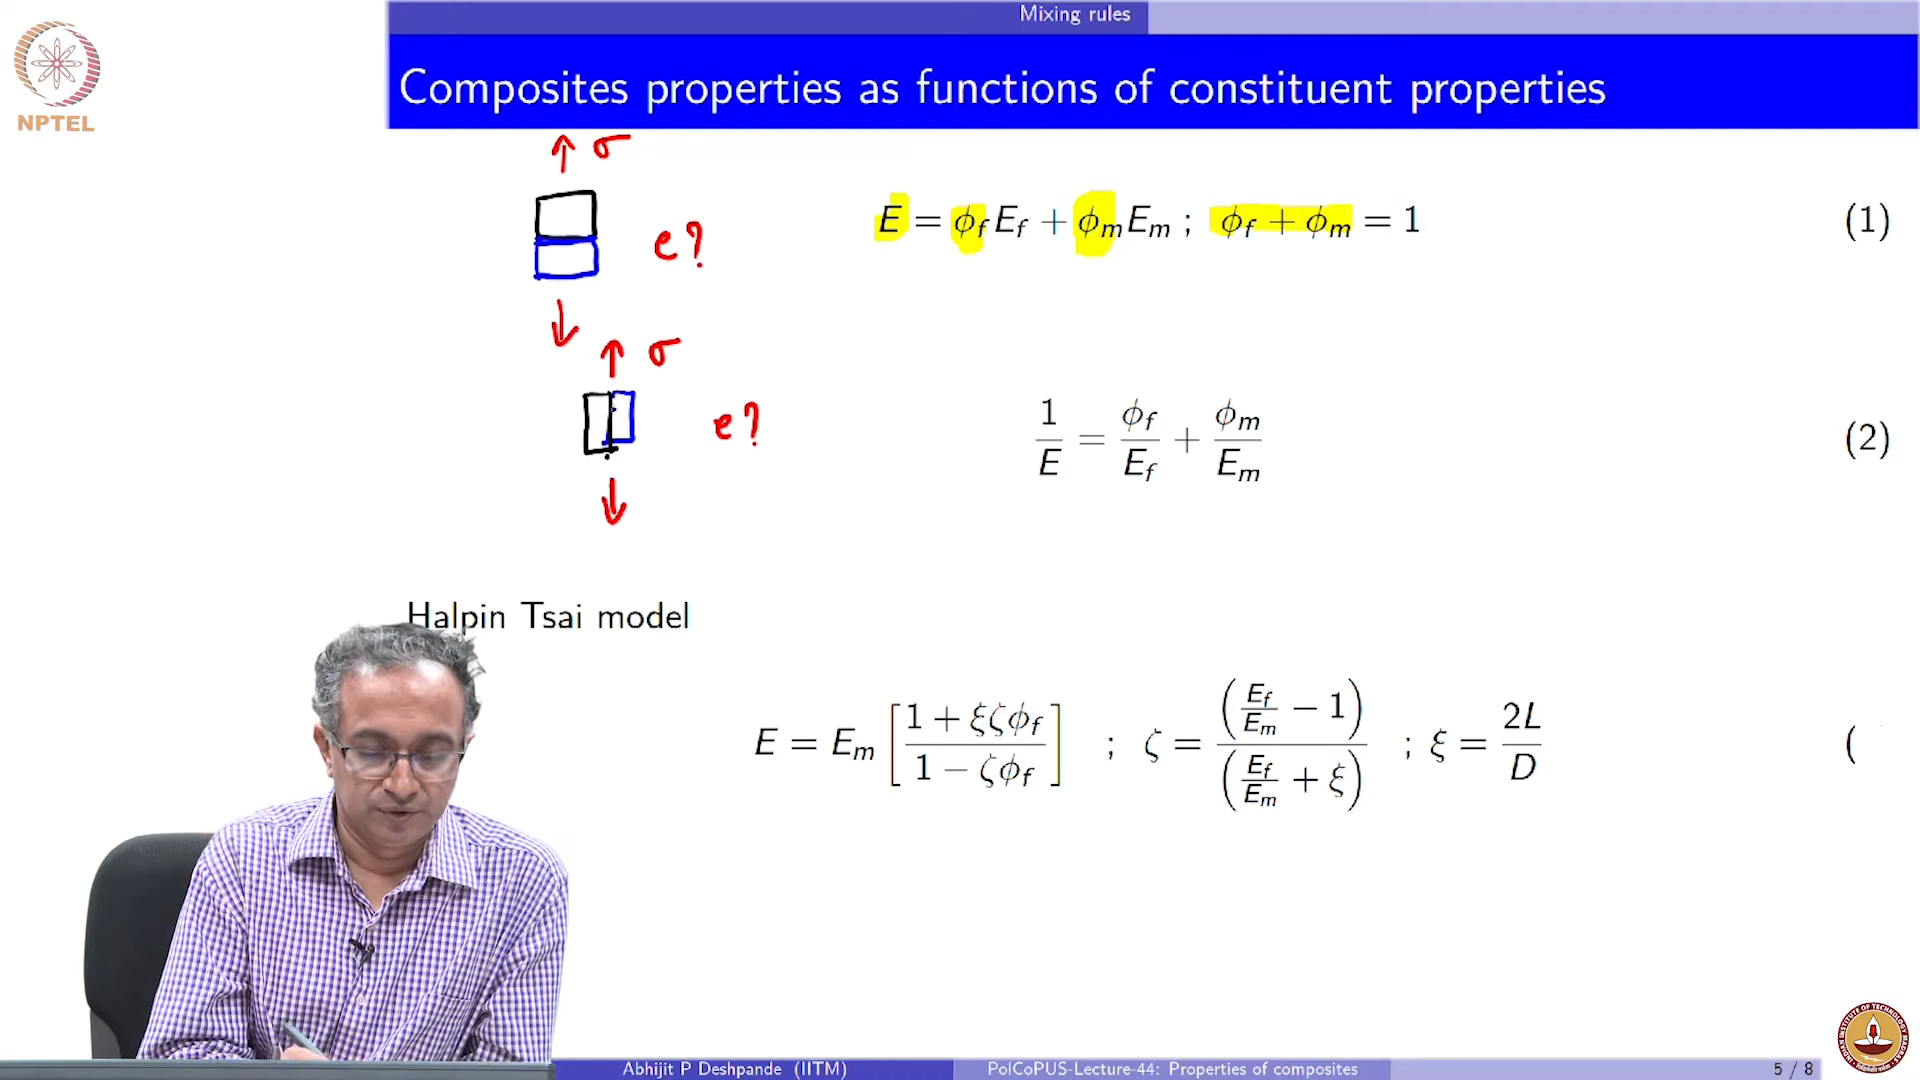 Mixing rules
NPTEL
Composites properties as functions of constituent properties
↑ σ
e?
E = ϕ_f E_f + ϕ_m E_m ; ϕ_f + ϕ_m = 1 (1)
↑ σ
e?
1/E = ϕ_f/E_f + ϕ_m/E_m (2)
Halpin Tsai model
E = E_m [ (1 + ξζϕ_f) / (1 − ζϕ_f) ] ; ζ = (E_f/E_m − 1) / (E_f/E_m + ξ) ; ξ = 2L/D (
Abhijit P Deshpande (IITM) PolCoPUS-Lecture-44: Properties of composites 5 / 8